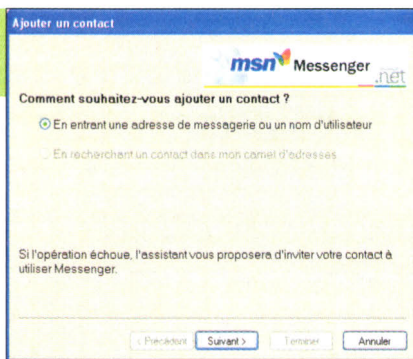 Ajouter un contact
msn Messenger
.net
Comment souhaitez-vous ajouter un contact ?
En entrant une adresse de messagerie ou un nom d'utilisateur
En recherchant un contact dans mon carnet d'adresses
Si l'opération échoue, l'assistant vous proposera d'inviter votre contact à
utiliser Messenger.
< Précédent Suivant > Terminer Annuler